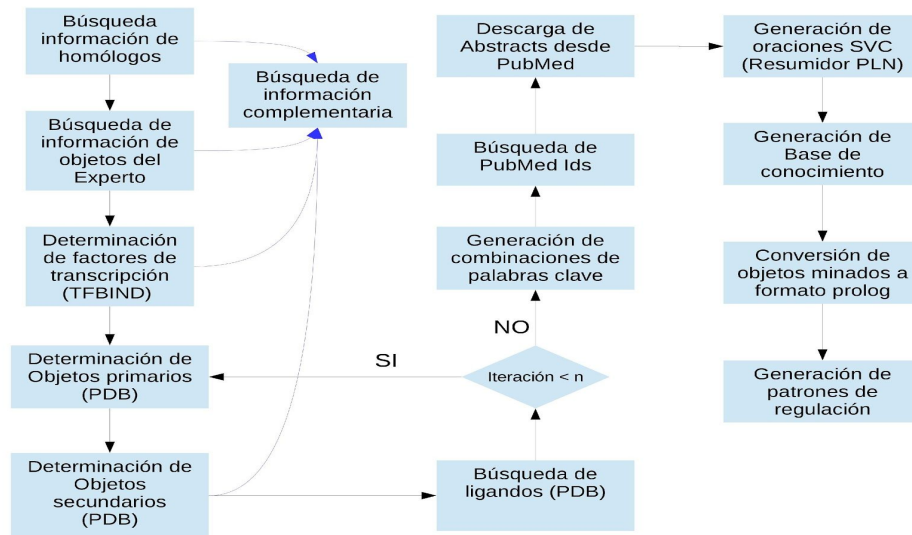 Búsqueda
información de
homólogos
Búsqueda de
información de
objetos del
Experto
Determinación
de factores de
transcripción
(TFBIND)
Determinación de
Objetos primarios
(PDB)
Determinación de
Objetos
secundarios
(PDB)
Búsqueda de
información
complementaria
SI
Descarga de
Abstracts desde
PubMed
Búsqueda de
PubMed Ids
Generación de
combinaciones de
palabras clave
NO
Iteración < n
Búsqueda de
ligandos (PDB)
Generación de
oraciones SVC
(Resumidor PLN)
Generación de
Base de
conocimiento
Conversión de
objetos minados a
formato prolog
Generación de
patrones de
regulación